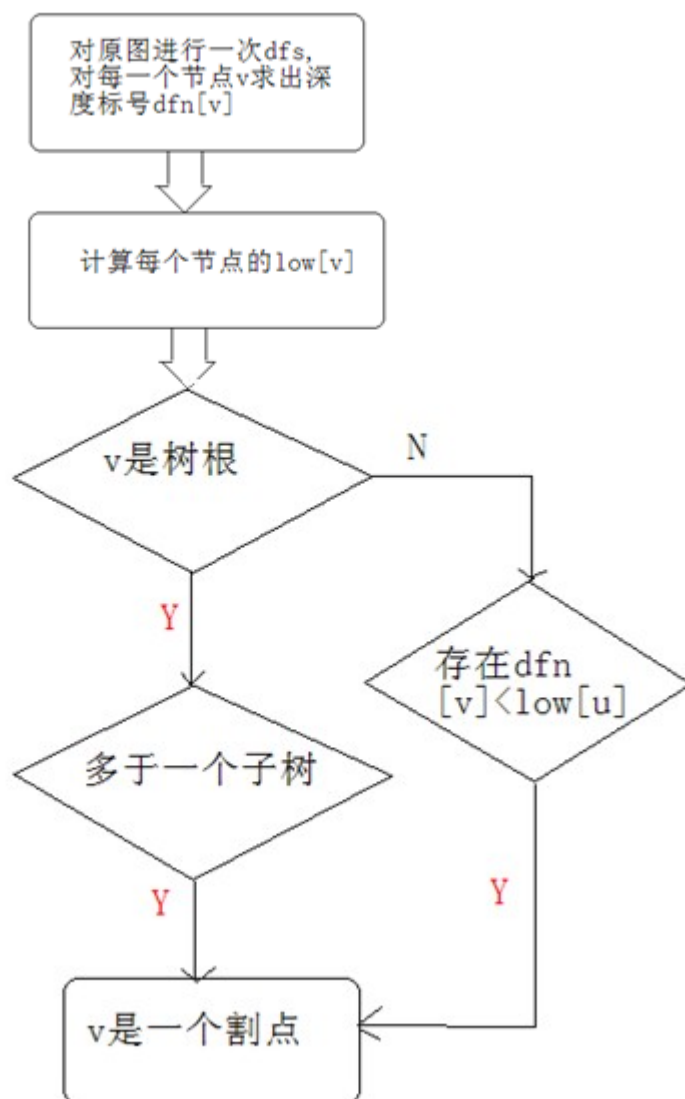 对原图进行一次dfs,
对每一个节点v求出深
度标号dfn[v]
计算每个节点的low[v]
v是树根
N
Y
存在dfn
[v]<low[u]
多于一个子树
Y
Y
v是一个割点